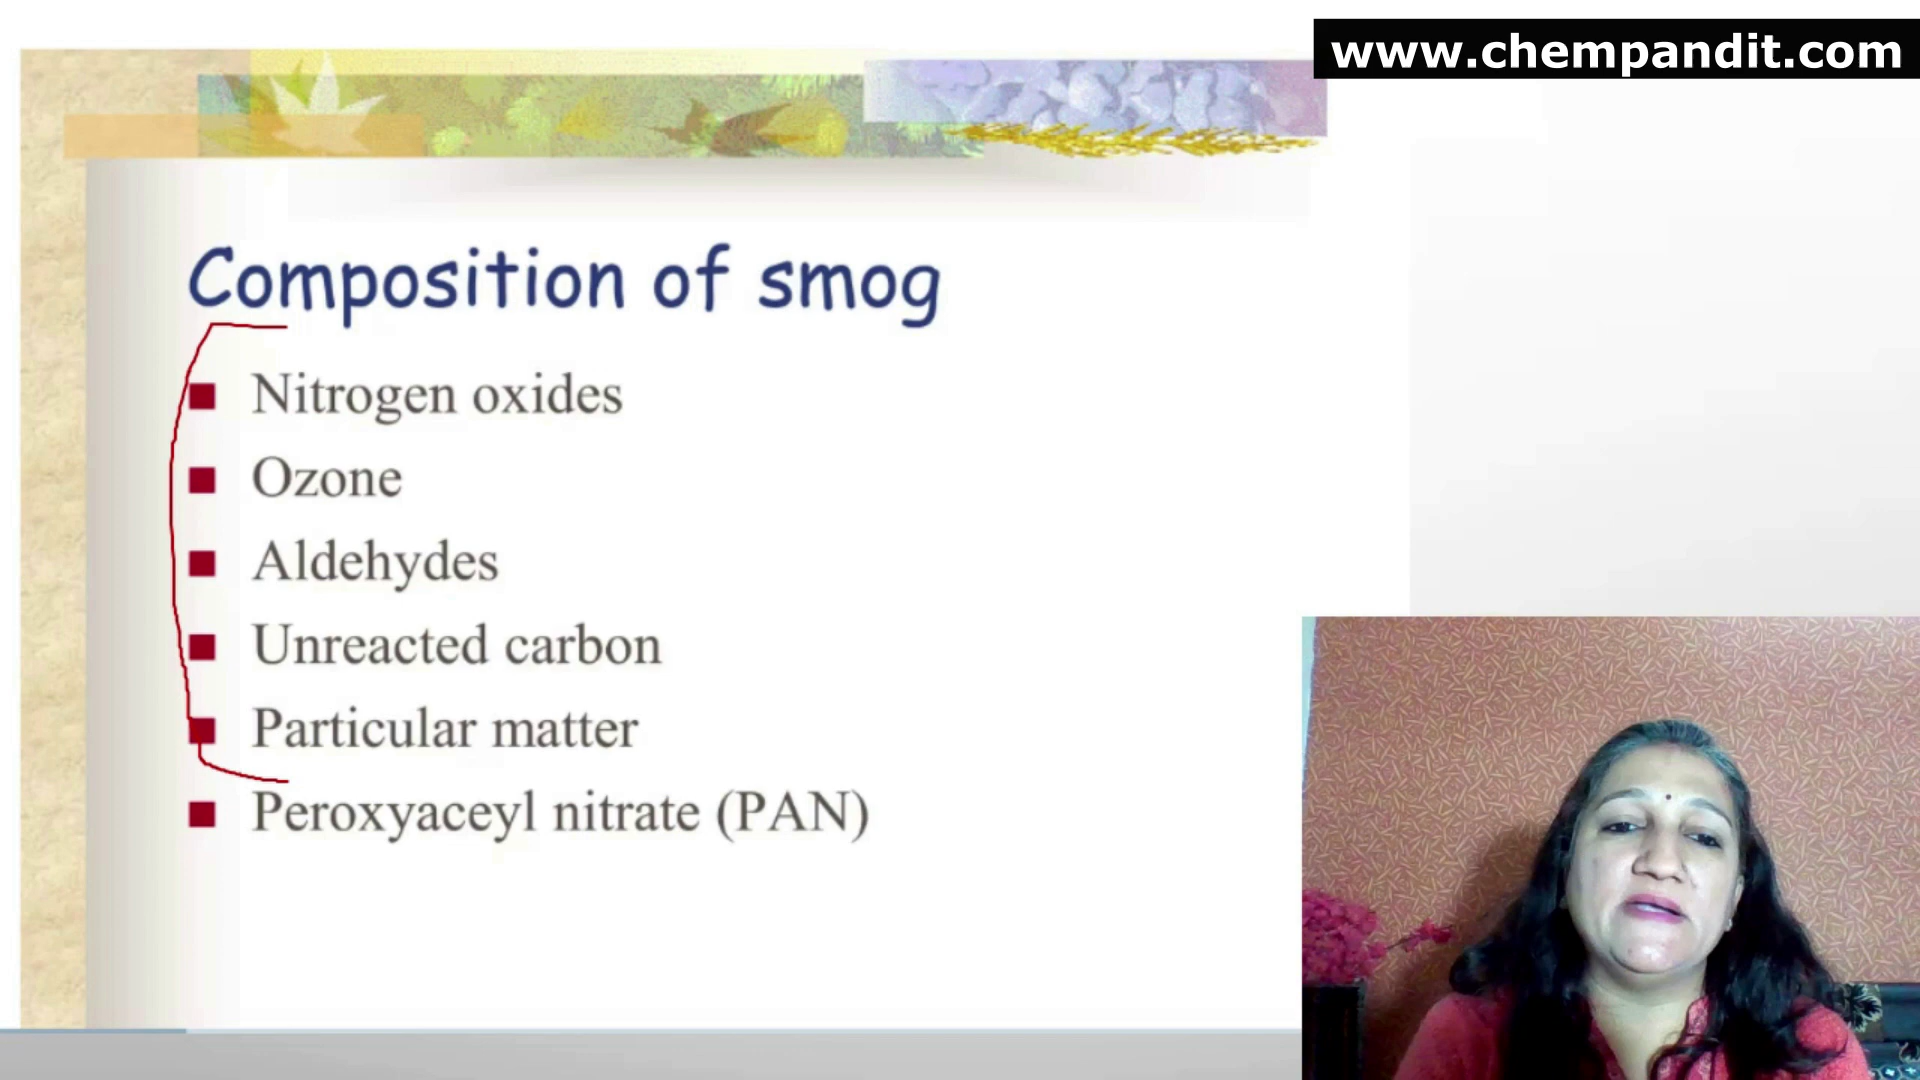 www.chempandit.com
Composition of smog
Nitrogen oxides
Ozone
Aldehydes
Unreacted carbon
Particular matter
Peroxyaceyl nitrate (PAN)